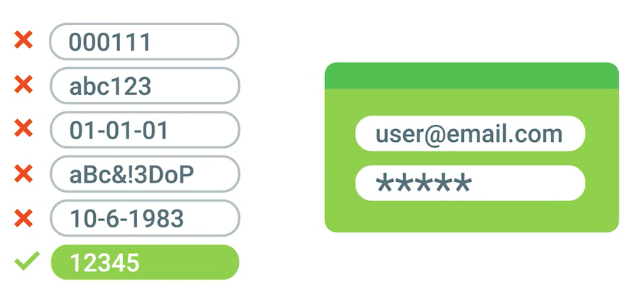 000111
abc123
01-01-01
aBc&!3DoP
10-6-1983
12345
user@email.com
*****